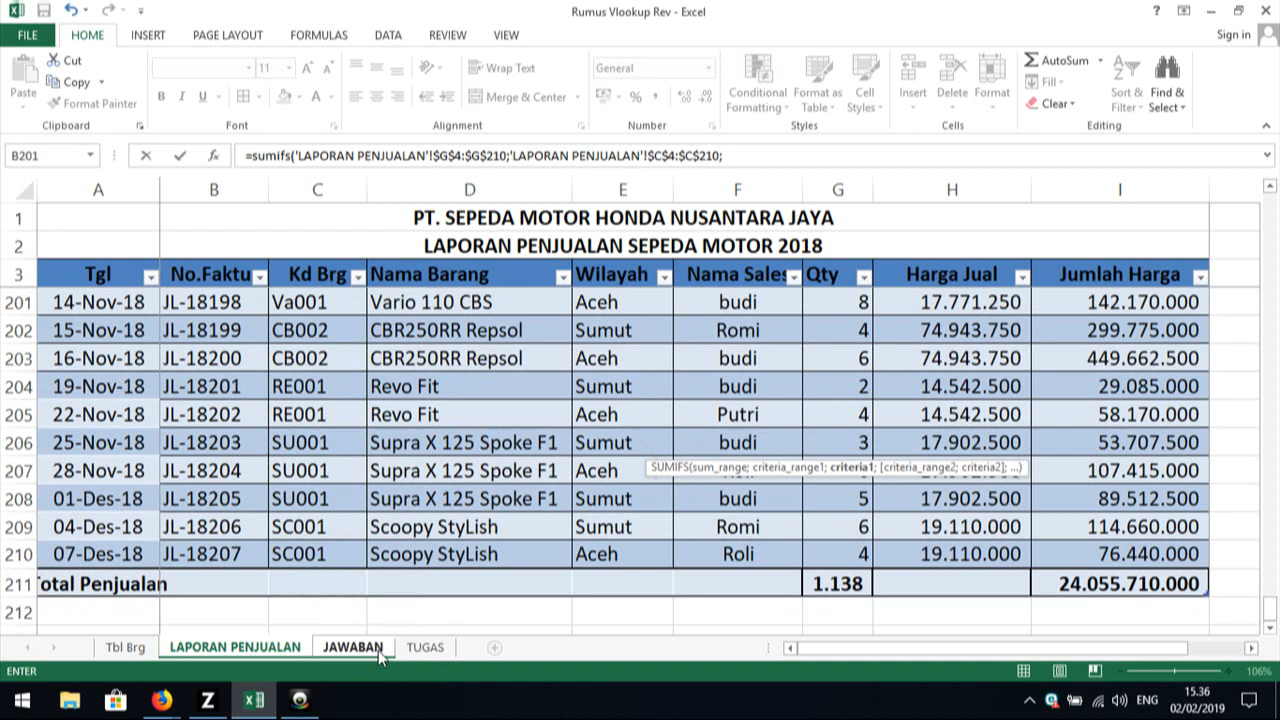 Rumus Vlookup Rev - Excel
?
Sign in
FILE HOME INSERT PAGE LAYOUT FORMULAS DATA REVIEW VIEW
Paste Cut Copy Format Painter
11 A A
B I U A
Wrap Text
Merge & Center
General
%
Conditional Formatting Format as Table Cell Styles
Insert Delete Format
AutoSum Fill Clear
Sort & Filter Find & Select
Clipboard Font Alignment Number Styles Cells Editing
B201 fx =sumifs('LAPORAN PENJUALAN'!$G$4:$G$210;'LAPORAN PENJUALAN'!$C$4:$C$210;
A B C D E F G H I
1 PT. SEPEDA MOTOR HONDA NUSANTARA JAYA
2 LAPORAN PENJUALAN SEPEDA MOTOR 2018
3 Tgl No.Faktu Kd Brg Nama Barang Wilayah Nama Sales Qty Harga Jual Jumlah Harga
201 14-Nov-18 JL-18198 Va001 Vario 110 CBS Aceh budi 8 17.771.250 142.170.000
202 15-Nov-18 JL-18199 CB002 CBR250RR Repsol Sumut Romi 4 74.943.750 299.775.000
203 16-Nov-18 JL-18200 CB002 CBR250RR Repsol Aceh budi 6 74.943.750 449.662.500
204 19-Nov-18 JL-18201 RE001 Revo Fit Sumut budi 2 14.542.500 29.085.000
205 22-Nov-18 JL-18202 RE001 Revo Fit Aceh Putri 4 14.542.500 58.170.000
206 25-Nov-18 JL-18203 SU001 Supra X 125 Spoke F1 Sumut budi 3 17.902.500 53.707.500
207 28-Nov-18 JL-18204 SU001 Supra X 125 Spoke F1 Aceh 107.415.000
SUMIFS(sum_range; criteria_range1; criteria1; [criteria_range2; criteria2]; ...)
208 01-Des-18 JL-18205 SU001 Supra X 125 Spoke F1 Sumut budi 5 17.902.500 89.512.500
209 04-Des-18 JL-18206 SC001 Scoopy StyLish Sumut Romi 6 19.110.000 114.660.000
210 07-Des-18 JL-18207 SC001 Scoopy StyLish Aceh Roli 4 19.110.000 76.440.000
211 Total Penjualan 1.138 24.055.710.000
212
Tbl Brg LAPORAN PENJUALAN JAWABAN TUGAS
ENTER 106%
ENG 15.36
02/02/2019